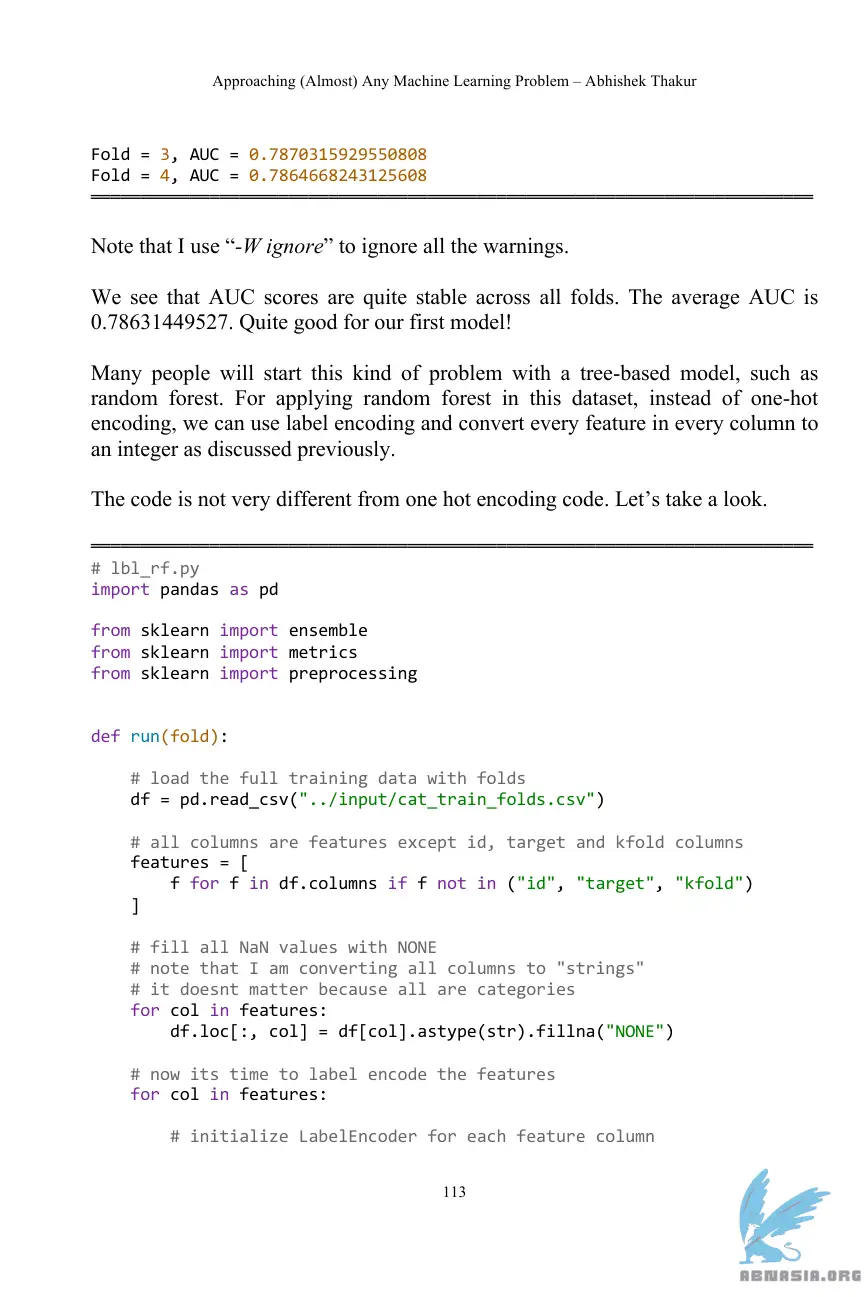 Approaching (Almost) Any Machine Learning Problem – Abhishek Thakur
Fold = 3, AUC = 0.7870315929550808
Fold = 4, AUC = 0.7864668243125608
Note that I use “-W ignore” to ignore all the warnings.
We see that AUC scores are quite stable across all folds. The average AUC is
0.78631449527. Quite good for our first model!
Many people will start this kind of problem with a tree-based model, such as
random forest. For applying random forest in this dataset, instead of one-hot
encoding, we can use label encoding and convert every feature in every column to
an integer as discussed previously.
The code is not very different from one hot encoding code. Let’s take a look.
# lbl_rf.py
import pandas as pd
from sklearn import ensemble
from sklearn import metrics
from sklearn import preprocessing
def run(fold):
    # load the full training data with folds
    df = pd.read_csv("../input/cat_train_folds.csv")
    # all columns are features except id, target and kfold columns
    features = [
        f for f in df.columns if f not in ("id", "target", "kfold")
    ]
    # fill all NaN values with NONE
    # note that I am converting all columns to "strings"
    # it doesnt matter because all are categories
    for col in features:
        df.loc[:, col] = df[col].astype(str).fillna("NONE")
    # now its time to label encode the features
    for col in features:
        # initialize LabelEncoder for each feature column
113
ABNASIA.ORG